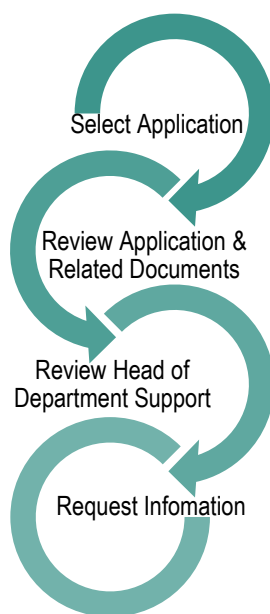 Select Application
Review Application &
Related Documents
Review Head of
Department Support
Request Infomation